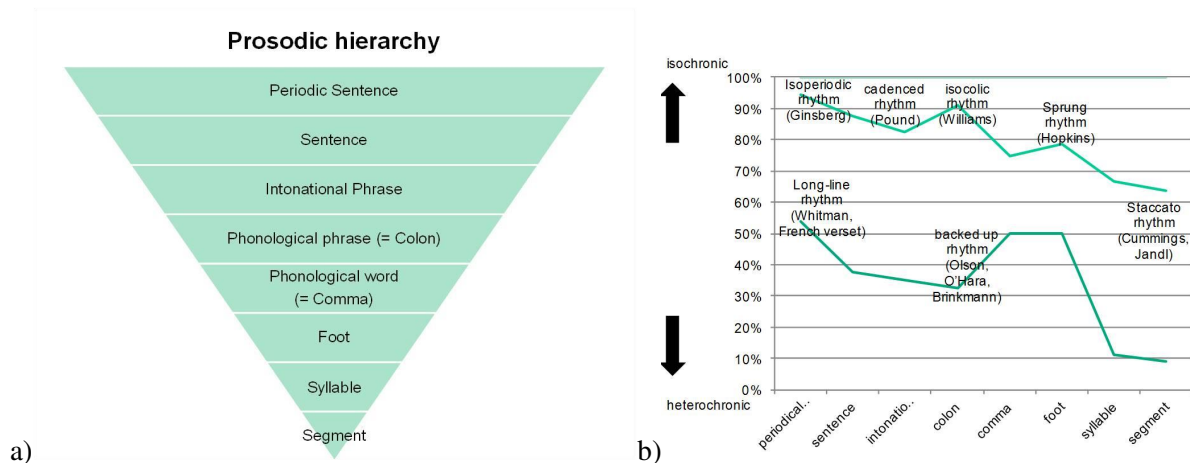 Prosodic hierarchy
Periodic Sentence
Sentence
Intonational Phrase
Phonological phrase (= Colon)
Phonological word
(= Comma)
Foot
Syllable
Segment
a)
isochronic
100%
90%
80%
70%
60%
50%
40%
30%
20%
10%
0%
heterochronic
Isoperiodic
rhythm
(Ginsberg)
cadenced
rhythm
(Pound)
isocolic
rhythm
(Williams)
Sprung
rhythm
(Hopkins)
Long-line
rhythm
(Whitman,
French verset)
backed up
rhythm
(Olson,
O'Hara,
Brinkmann)
Staccato
rhythm
(Cummings,
Jandl)
periodical..
sentence
intonatio..
colon
comma
foot
syllable
segment
b)